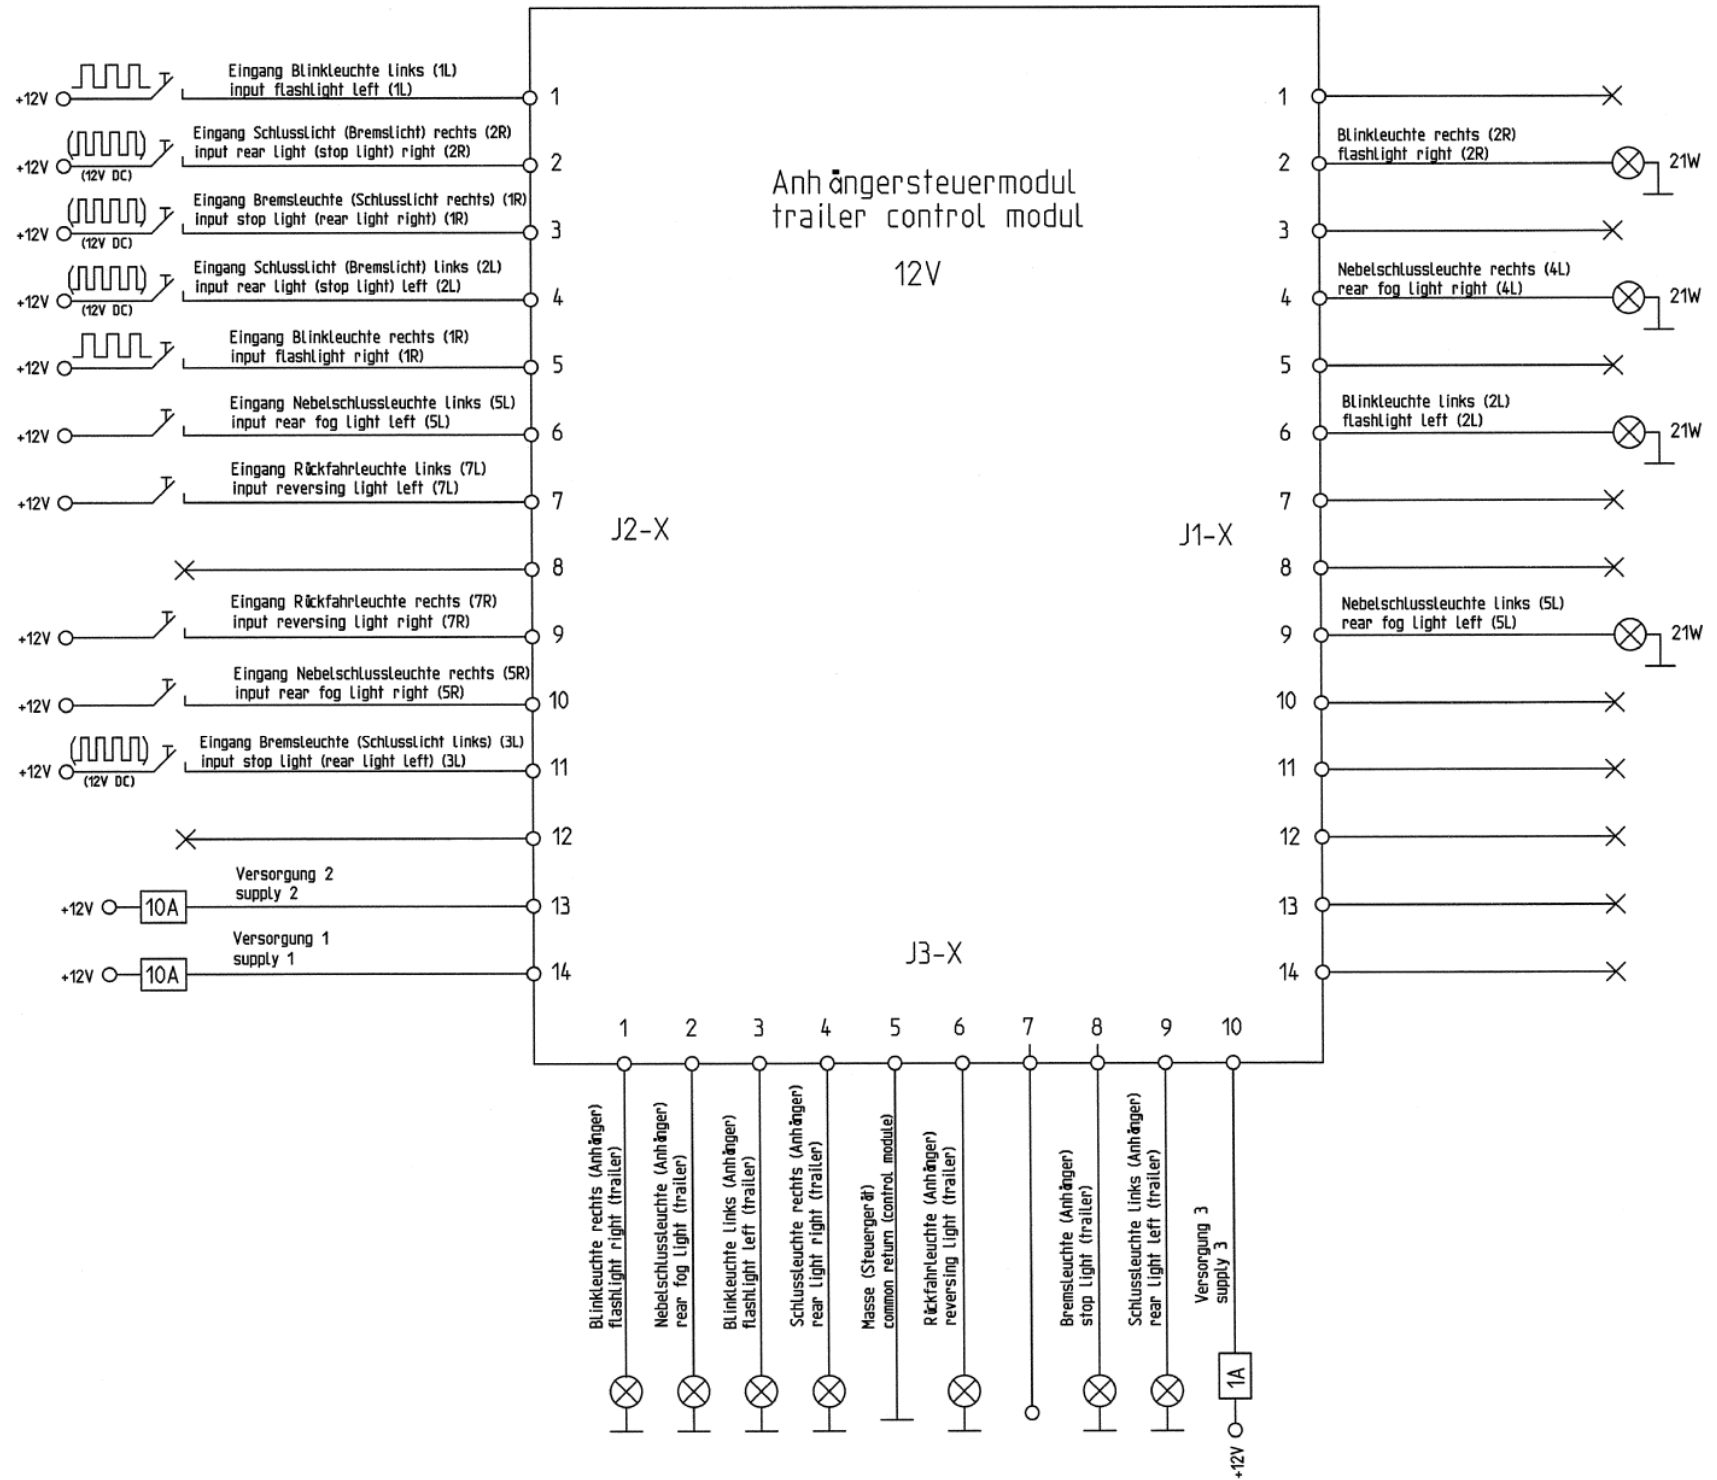 Eingang Blinkleuchte links (1L)
input flashlight left (1L)
+12V
1
Eingang Schlusslicht (Bremslicht) rechts (2R)
input rear light (stop light) right (2R)
+12V
(12V DC)
2
Eingang Bremsleuchte (Schlusslicht rechts) (1R)
input stop light (rear light right) (1R)
+12V
(12V DC)
3
Eingang Schlusslicht (Bremslicht) links (2L)
input rear light (stop light) left (2L)
+12V
(12V DC)
4
Eingang Blinkleuchte rechts (1R)
input flashlight right (1R)
+12V
5
Eingang Nebelschlussleuchte links (5L)
input rear fog light left (5L)
+12V
6
Eingang Rückfahrleuchte links (7L)
input reversing light left (7L)
+12V
7
8
Eingang Rückfahrleuchte rechts (7R)
input reversing light right (7R)
+12V
9
Eingang Nebelschlussleuchte rechts (5R)
input rear fog light right (5R)
+12V
10
Eingang Bremsleuchte (Schlusslicht links) (3L)
input stop light (rear light left) (3L)
+12V
(12V DC)
11
12
Versorgung 2
supply 2
+12V
10A
13
Versorgung 1
supply 1
+12V
10A
14
Anhängersteuermodul
trailer control modul
12V
J2-X
J1-X
J3-X
1
Blinkleuchte rechts (2R)
flashlight right (2R)
2
21W
3
Nebelschlussleuchte rechts (4L)
rear fog light right (4L)
4
21W
5
Blinkleuchte links (2L)
flashlight left (2L)
6
21W
7
8
Nebelschlussleuchte links (5L)
rear fog light left (5L)
9
21W
10
11
12
13
14
1 2 3 4 5 6 7 8 9 10
Blinkleuchte rechts (Anhänger)
flashlight right (trailer)
Nebelschlussleuchte (Anhänger)
rear fog light (trailer)
Blinkleuchte links (Anhänger)
flashlight left (trailer)
Schlussleuchte rechts (Anhänger)
rear light right (trailer)
Masse (Steuergerät)
common return (control module)
Rückfahrleuchte (Anhänger)
reversing light (trailer)
Bremsleuchte (Anhänger)
stop light (trailer)
Schlussleuchte links (Anhänger)
rear light left (trailer)
Versorgung 3
supply 3
1A
+12V